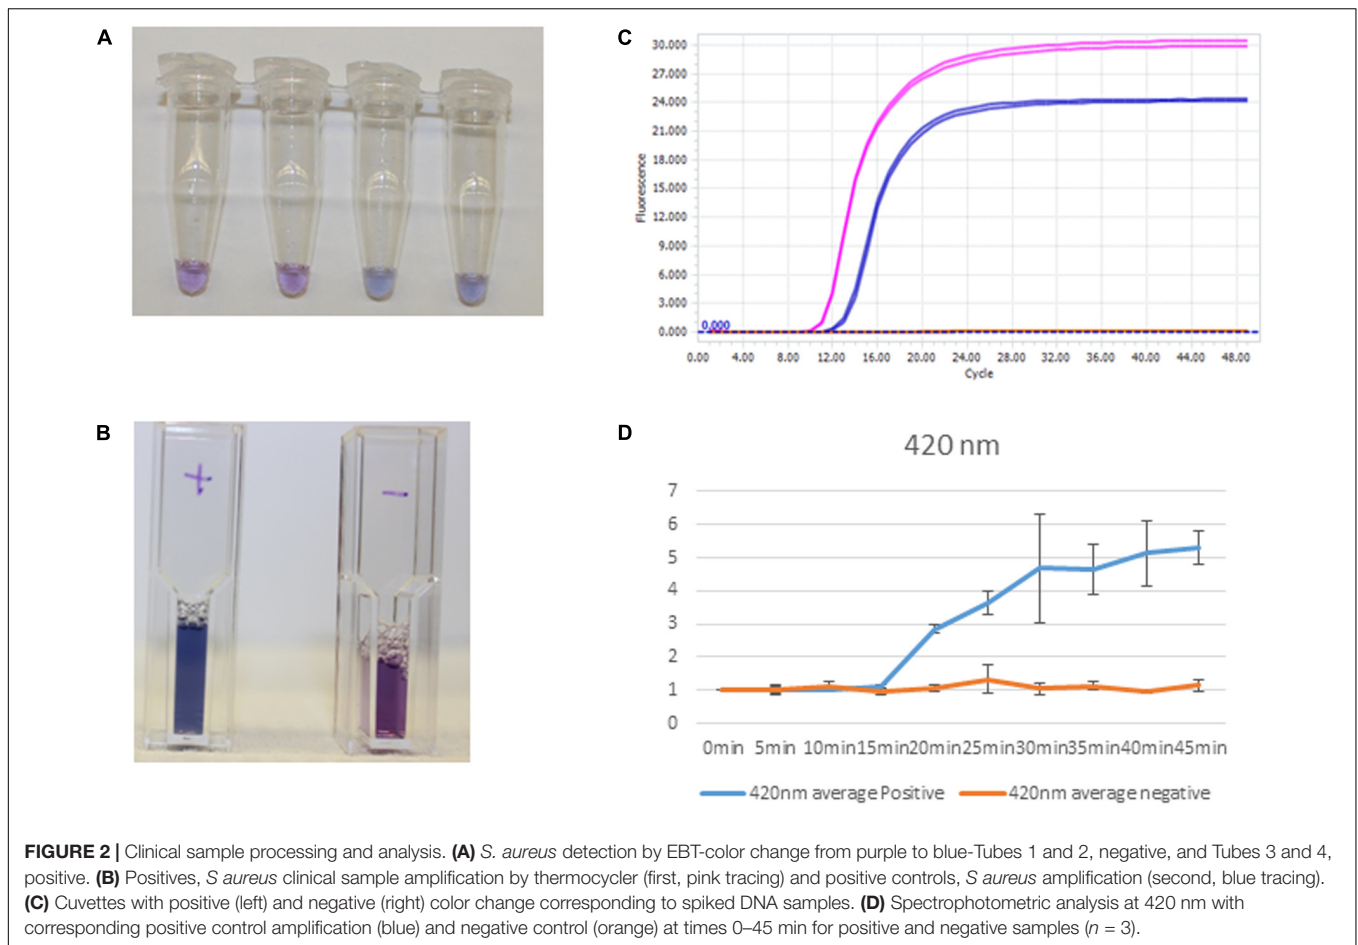 A
C
30.000
27.000
24.000
21.000
18.000
15.000
12.000
9.000
6.000
3.000
0.000
Fluorescence
0.000
0.00 4.00 8.00 12.00 16.00 20.00 24.00 28.00 32.00 36.00 40.00 44.00 48.00
Cycle
B
+
−
D
420 nm
7
6
5
4
3
2
1
0
0min 5min 10min 15min 20min 25min 30min 35min 40min 45min
420nm average Positive 420nm average negative
FIGURE 2 | Clinical sample processing and analysis. (A) S. aureus detection by EBT-color change from purple to blue-Tubes 1 and 2, negative, and Tubes 3 and 4,
positive. (B) Positives, S aureus clinical sample amplification by thermocycler (first, pink tracing) and positive controls, S aureus amplification (second, blue tracing).
(C) Cuvettes with positive (left) and negative (right) color change corresponding to spiked DNA samples. (D) Spectrophotometric analysis at 420 nm with
corresponding positive control amplification (blue) and negative control (orange) at times 0–45 min for positive and negative samples (n = 3).